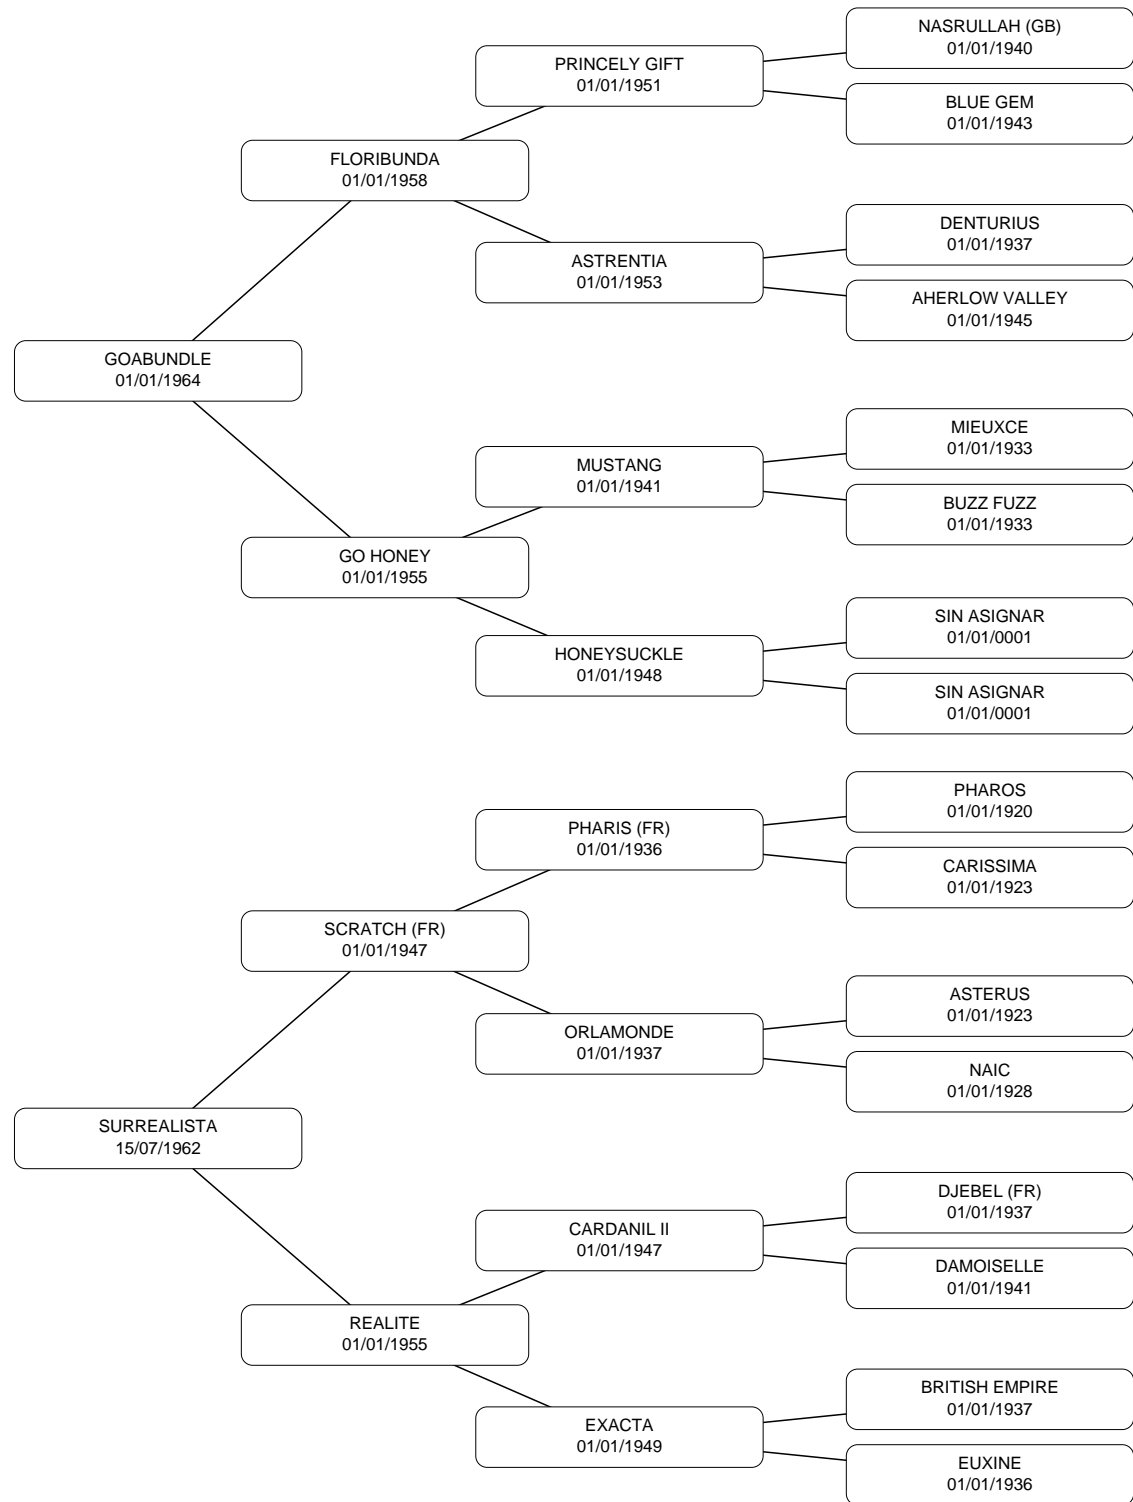 NASRULLAH (GB)
01/01/1940
PRINCELY GIFT
01/01/1951
BLUE GEM
01/01/1943
FLORIBUNDA
01/01/1958
DENTURIUS
01/01/1937
ASTRENTIA
01/01/1953
AHERLOW VALLEY
01/01/1945
GOABUNDLE
01/01/1964
MIEUXCE
01/01/1933
MUSTANG
01/01/1941
BUZZ FUZZ
01/01/1933
GO HONEY
01/01/1955
SIN ASIGNAR
01/01/0001
HONEYSUCKLE
01/01/1948
SIN ASIGNAR
01/01/0001
PHAROS
01/01/1920
PHARIS (FR)
01/01/1936
CARISSIMA
01/01/1923
SCRATCH (FR)
01/01/1947
ASTERUS
01/01/1923
ORLAMONDE
01/01/1937
NAIC
01/01/1928
SURREALISTA
15/07/1962
DJEBEL (FR)
01/01/1937
CARDANIL II
01/01/1947
DAMOISELLE
01/01/1941
REALITE
01/01/1955
BRITISH EMPIRE
01/01/1937
EXACTA
01/01/1949
EUXINE
01/01/1936